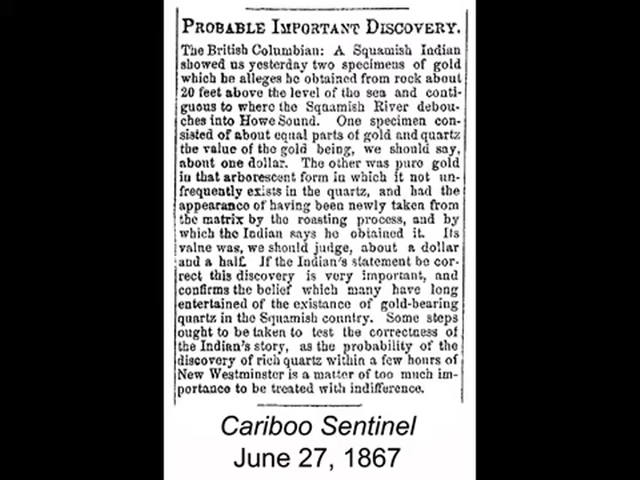 PROBABLE IMPORTANT DISCOVERY.
The British Columbian: A Squamish Indian
showed us yesterday two specimens of gold
which he alleges he obtained from rock about
20 feet above the level of the sea and conti-
guous to where the Squamish River debou-
ches into Howe Sound. One specimen con-
sisted of about equal parts of gold and quartz
the value of the gold being, we should say,
about one dollar. The other was pure gold
in that arborescent form in which it not un-
frequently exists in the quartz, and had the
appearance of having been newly taken from
the matrix by the roasting process, and by
which the Indian says he obtained it. Its
value was, we should judge, about a dollar
and a half. If the Indian's statement be cor-
rect this discovery is very important, and
confirms the belief which many have long
entertained of the existance of gold-bearing
quartz in the Squamish country. Some steps
ought to be taken to test the correctness of
the Indian's story, as the probability of the
discovery of rich quartz within a few hours of
New Westminster is a matter of too much im-
portance to be treated with indifference.
Cariboo Sentinel
June 27, 1867